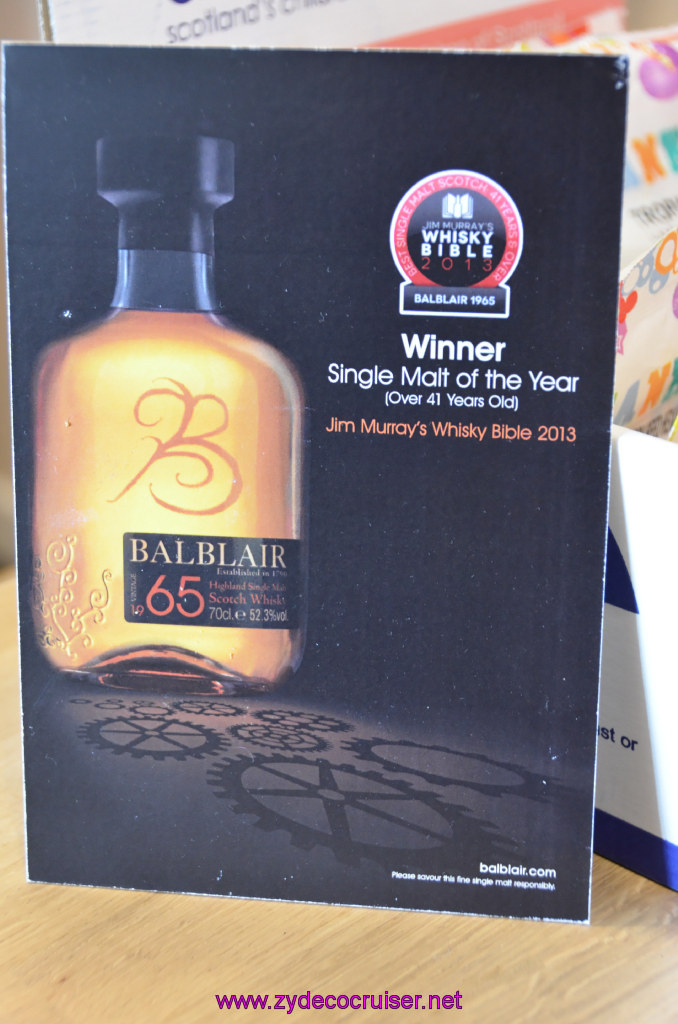 scotland's
BEST SINGLE MALT SCOTCH 41 YEARS & OVER
JIM MURRAY'S
WHISKY
BIBLE
2013
BALBLAIR 1965
Winner
Single Malt of the Year
(Over 41 Years Old)
Jim Murray's Whisky Bible 2013
B
BALBLAIR
Established in
VINTAGE
1965
Highland Single Malt
Scotch Whisky
70cl. e 52.3%vol
st or
balblair.com
Please savour this fine single malt responsibly.
www.zydecocruiser.net